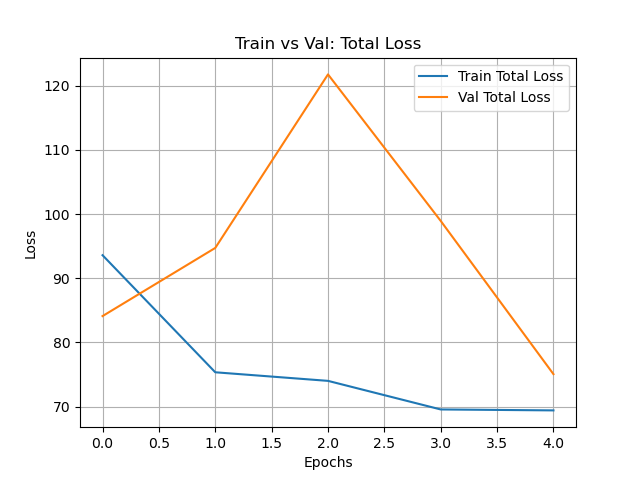 Train vs Val: Total Loss
Train Total Loss
Val Total Loss
120
110
100
90
80
70
Loss
0.0 0.5 1.0 1.5 2.0 2.5 3.0 3.5 4.0
Epochs